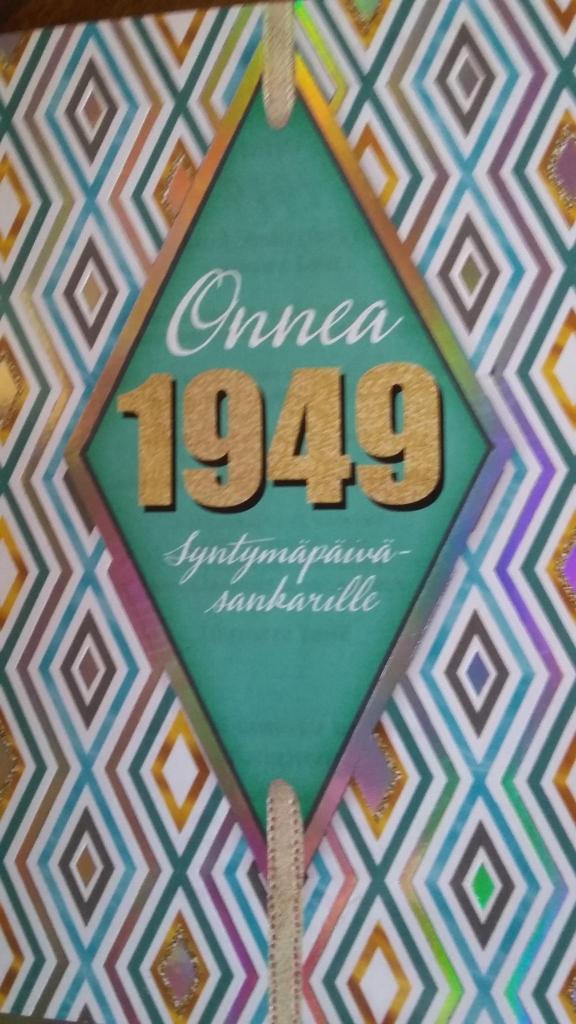 Onnea
1949
Syntymäpäivä-
sankarille